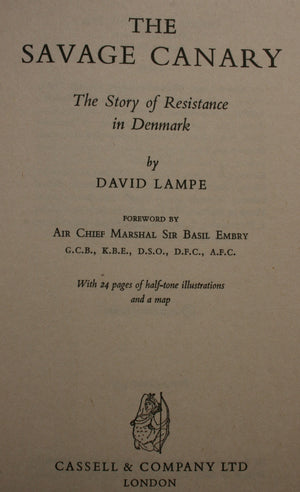 THE
SAVAGE CANARY
The Story of Resistance
in Denmark
by
DAVID LAMPE
FOREWORD BY
AIR CHIEF MARSHAL SIR BASIL EMBRY
G.C.B., K.B.E., D.S.O., D.F.C., A.F.C.
With 24 pages of half-tone illustrations
and a map
CASSELL & COMPANY LTD
LONDON